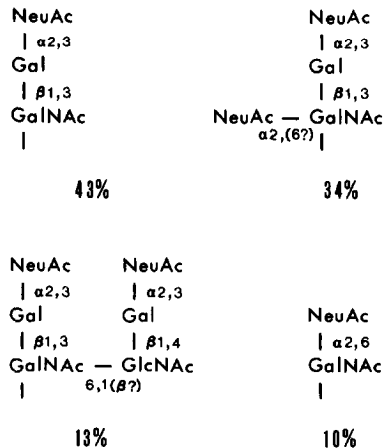 NeuAc
α2,3
Gal
β1,3
GalNAc
43%
NeuAc
α2,3
Gal
β1,3
NeuAc — GalNAc
α2,(6?)
34%
NeuAc NeuAc
α2,3 α2,3
Gal Gal
β1,3 β1,4
GalNAc — GlcNAc
6,1(β?)
13%
NeuAc
α2,6
GalNAc
10%